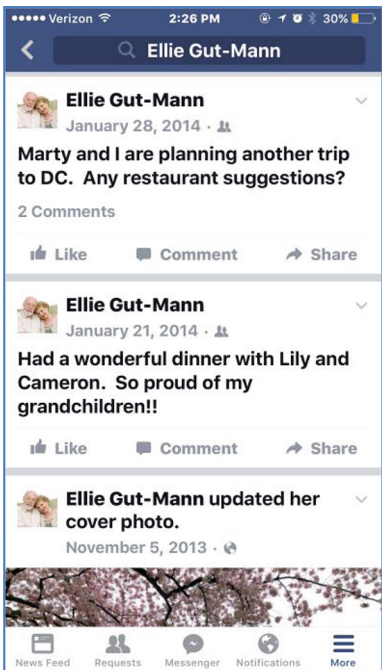 Verizon 2:26 PM 30%
Ellie Gut-Mann
Ellie Gut-Mann
January 28, 2014 ·
Marty and I are planning another trip
to DC. Any restaurant suggestions?
2 Comments
Like Comment Share
Ellie Gut-Mann
January 21, 2014 ·
Had a wonderful dinner with Lily and
Cameron. So proud of my
grandchildren!!
Like Comment Share
Ellie Gut-Mann updated her
cover photo.
November 5, 2013 ·
News Feed Requests Messenger Notifications More